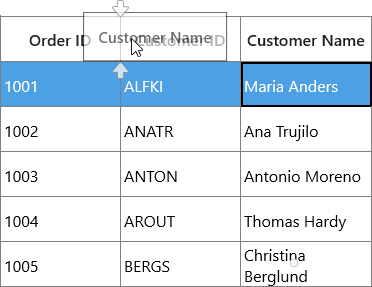 Order ID Customer ID Customer Name
Customer Name
1001 ALFKI Maria Anders
1002 ANATR Ana Trujilo
1003 ANTON Antonio Moreno
1004 AROUT Thomas Hardy
1005 BERGS Christina
Berglund